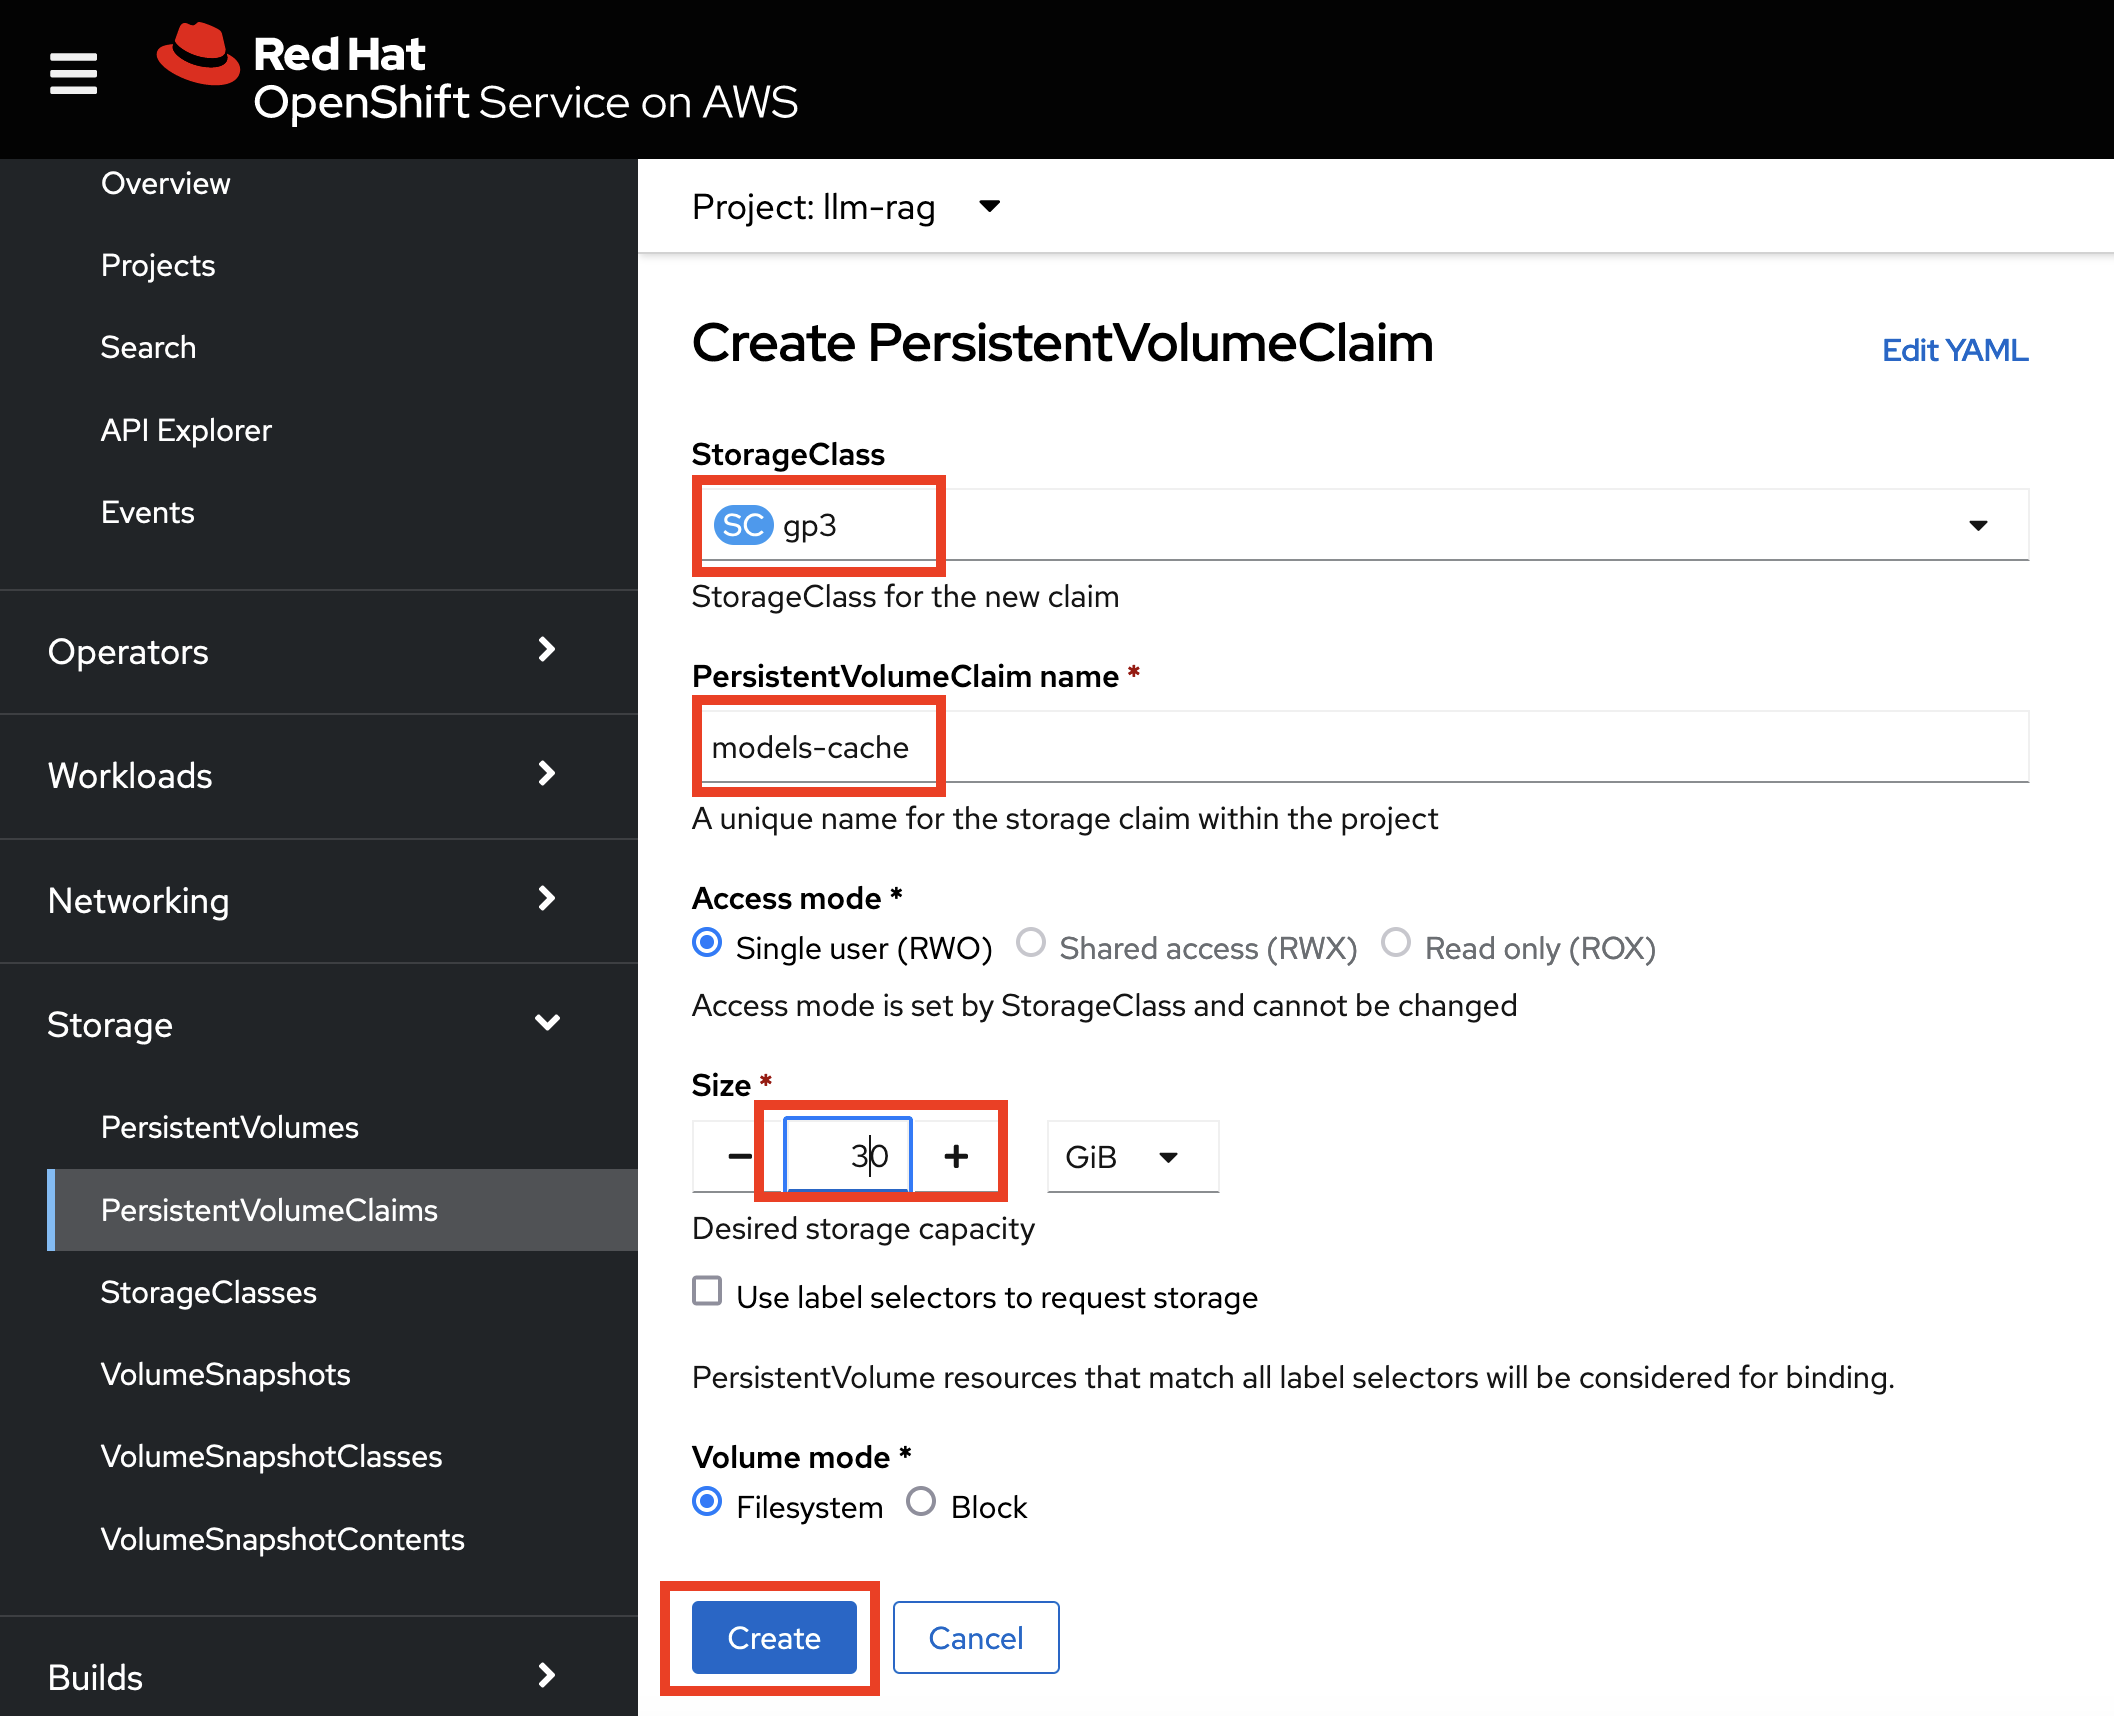 Red Hat
OpenShift Service on AWS
Overview
Projects
Search
API Explorer
Events
Operators
Workloads
Networking
Storage
PersistentVolumes
PersistentVolumeClaims
StorageClasses
VolumeSnapshots
VolumeSnapshotClasses
VolumeSnapshotContents
Builds
Project: llm-rag
Create PersistentVolumeClaim
Edit YAML
StorageClass
SC gp3
StorageClass for the new claim
PersistentVolumeClaim name *
models-cache
A unique name for the storage claim within the project
Access mode *
Single user (RWO) Shared access (RWX) Read only (ROX)
Access mode is set by StorageClass and cannot be changed
Size *
− 30 + GiB
Desired storage capacity
Use label selectors to request storage
PersistentVolume resources that match all label selectors will be considered for binding.
Volume mode *
Filesystem Block
Create Cancel